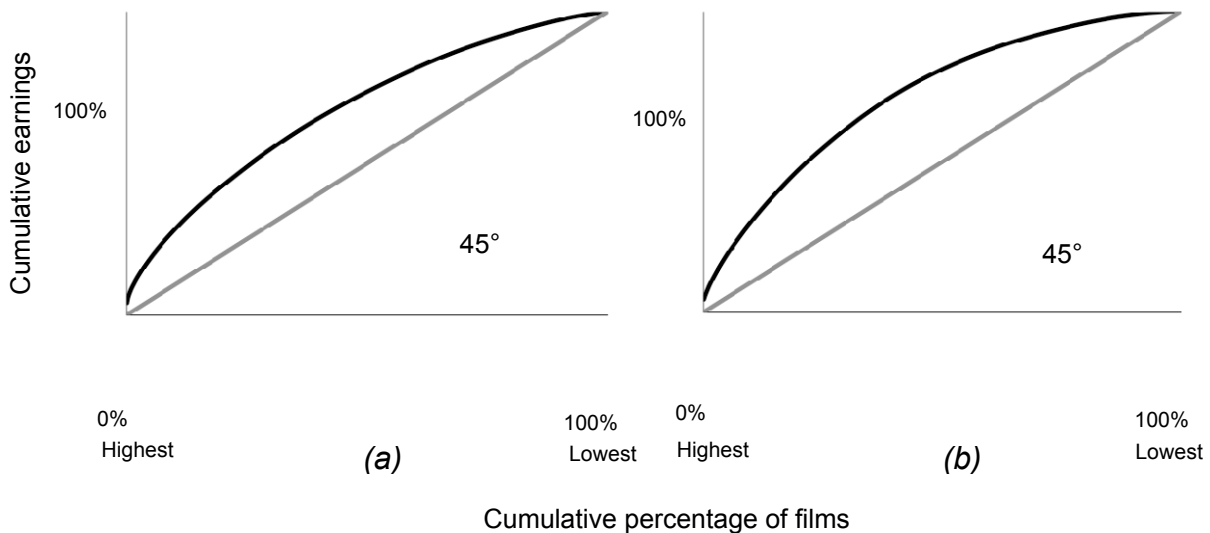 Cumulative earnings
100%
45°
100%
45°
0%
Highest
(a)
100%
Lowest
0%
Highest
(b)
100%
Lowest
Cumulative percentage of films